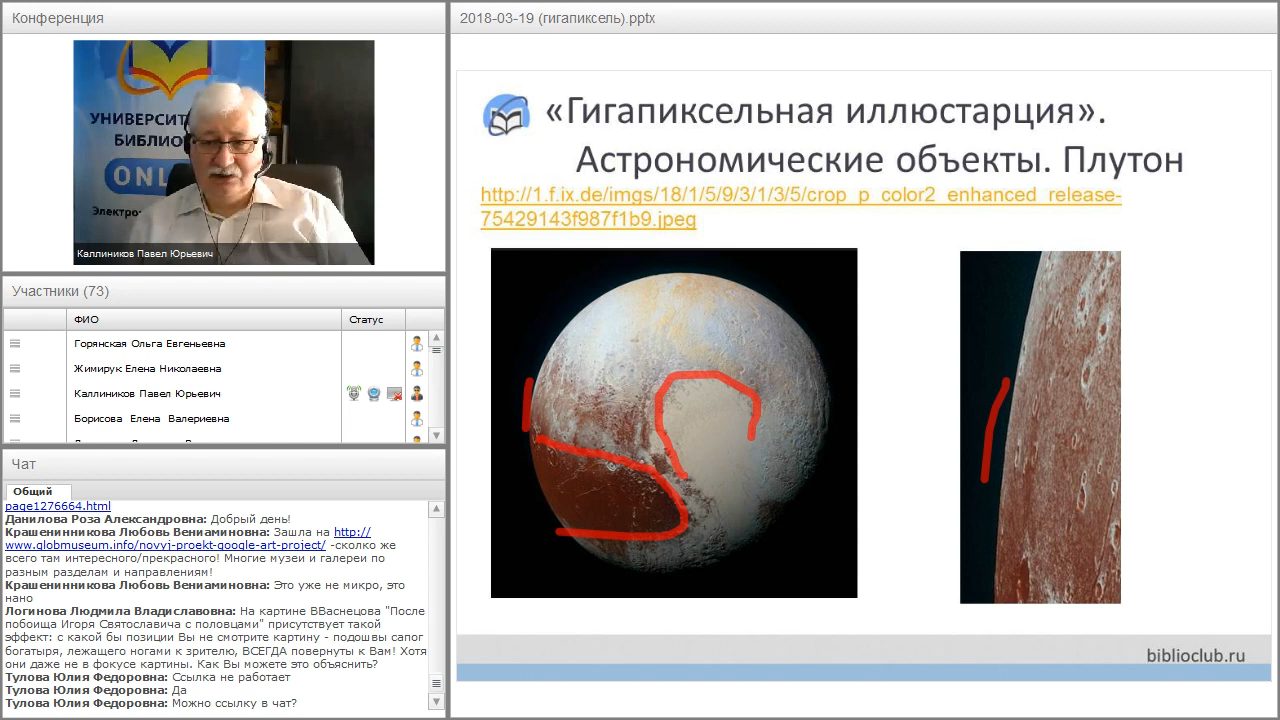 Конференция
УНИВЕРСИТ
БИБЛИО
ONL
Электро
Каллиников Павел Юрьевич
Участники (73)
ФИО Статус
Горянская Ольга Евгеньевна
Жимирук Елена Николаевна
Каллиников Павел Юрьевич
Борисова Елена Валериевна
Чат
Общий
page1276664.html
Данилова Роза Александровна: Добрый день!
Крашенинникова Любовь Вениаминовна: Зашла на http://
www.globmuseum.info/novyj-proekt-google-art-project/ -сколко же
всего там интересного/прекрасного! Многие музеи и галереи по
разным разделам и направлениям!
Крашенинникова Любовь Вениаминовна: Это уже не микро, это
нано
Логинова Людмила Владиславовна: На картине ВВаснецова "После
побоища Игоря Святославича с половцами" присутствует такой
эффект: с какой бы позиции Вы не смотрите картину - подошвы сапог
богатыря, лежащего ногами к зрителю, ВСЕГДА повернуты к Вам! Хотя
они даже не в фокусе картины. Как Вы можете это объяснить?
Тулова Юлия Федоровна: Ссылка не работает
Тулова Юлия Федоровна: Да
Тулова Юлия Федоровна: Можно ссылку в чат?
2018-03-19 (гигапиксель).pptx
«Гигапиксельная иллюстарция».
Астрономические объекты. Плутон
http://1.f.ix.de/imgs/18/1/5/9/3/1/3/5/crop_p_color2_enhanced_release-
75429143f987f1b9.jpeg
biblioclub.ru